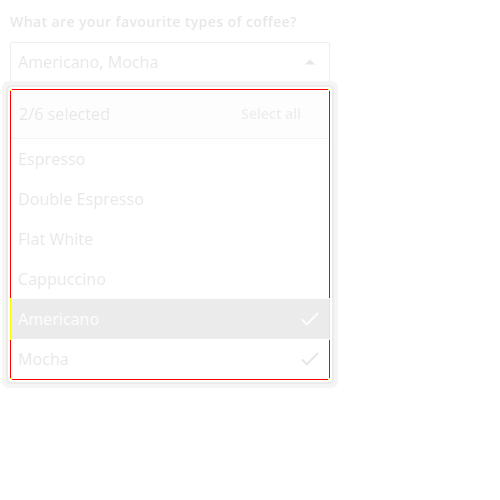 What are your favourite types of coffee?
Americano, Mocha
2/6 selected Select all
Espresso
Double Espresso
Flat White
Cappuccino
Americano
Mocha